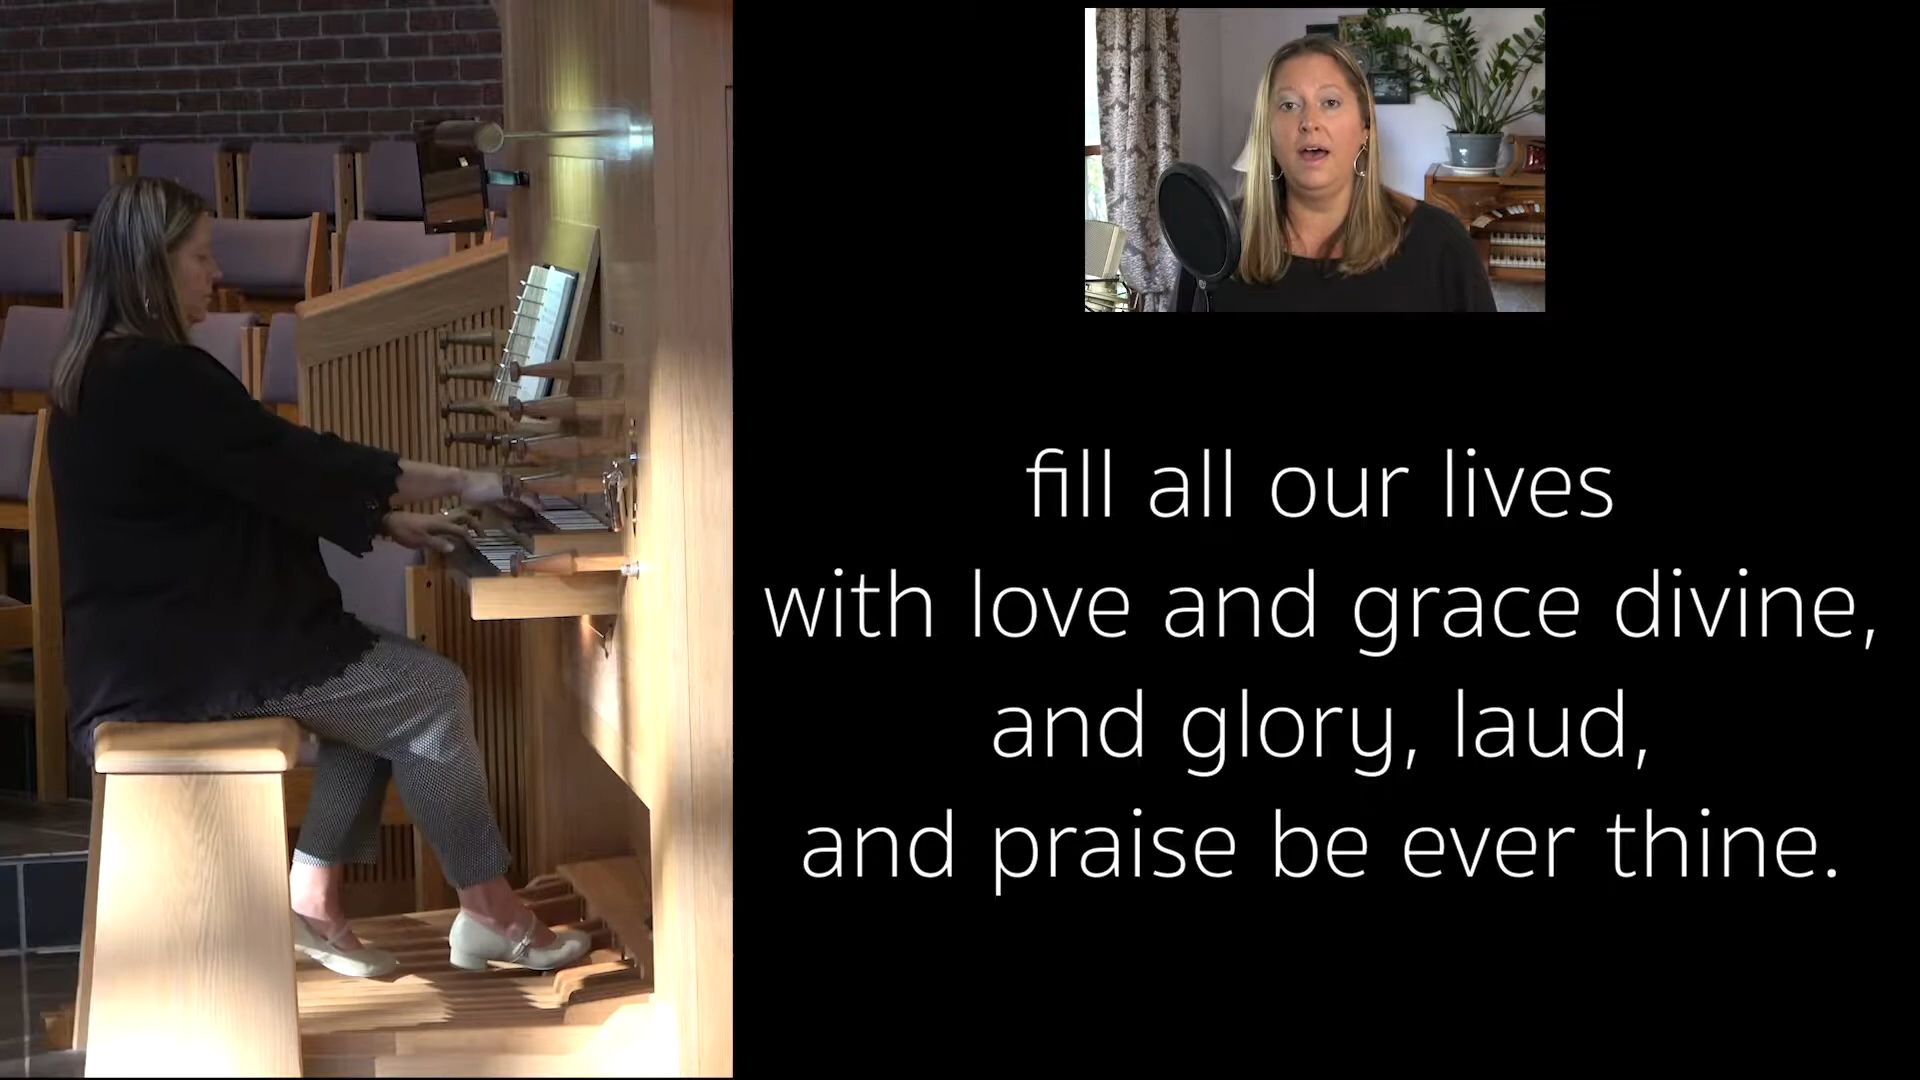 fill all our lives
with love and grace divine,
and glory, laud,
and praise be ever thine.